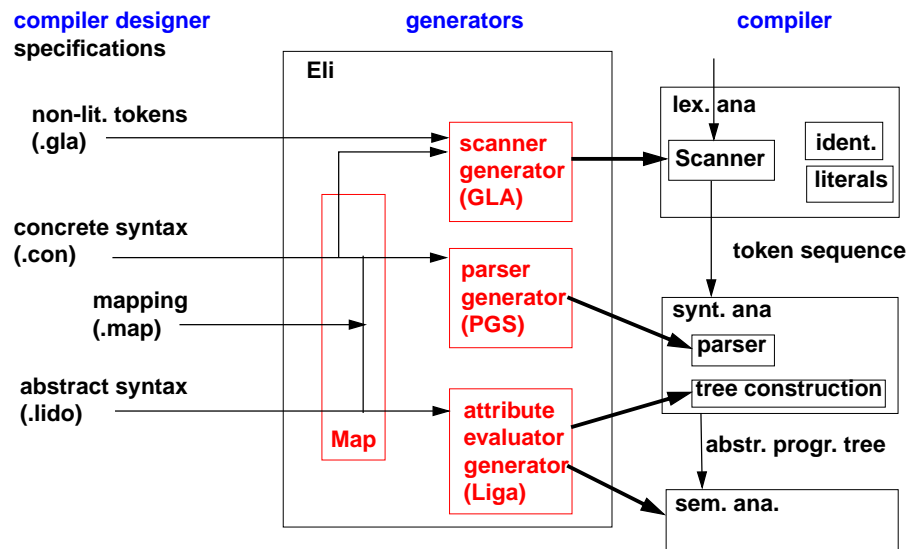 compiler designer
specifications
generators
compiler
Eli
non-lit. tokens
(.gla)
scanner
generator
(GLA)
lex. ana
Scanner
ident.
literals
concrete syntax
(.con)
token sequence
mapping
(.map)
parser
generator
(PGS)
synt. ana
parser
tree construction
abstract syntax
(.lido)
Map
attribute
evaluator
generator
(Liga)
abstr. progr. tree
sem. ana.